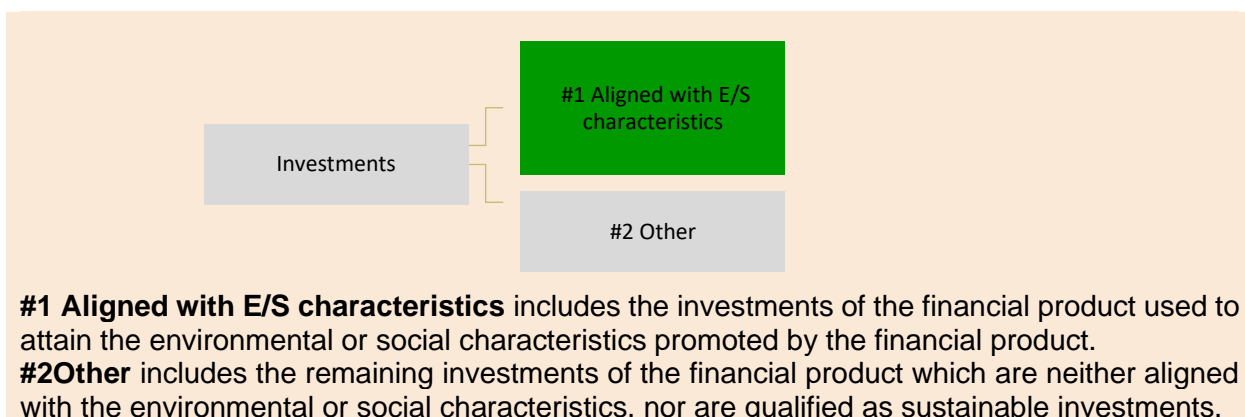 #1 Aligned with E/S
characteristics
Investments
#2 Other
#1 Aligned with E/S characteristics includes the investments of the financial product used to
attain the environmental or social characteristics promoted by the financial product.
#2Other includes the remaining investments of the financial product which are neither aligned
with the environmental or social characteristics, nor are qualified as sustainable investments.